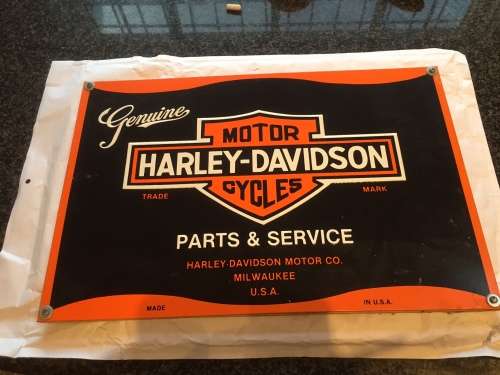 Genuine
MOTOR
HARLEY-DAVIDSON
CYCLES
TRADE MARK
PARTS & SERVICE
HARLEY-DAVIDSON MOTOR CO.
MILWAUKEE
U.S.A.
MADE IN U.S.A.